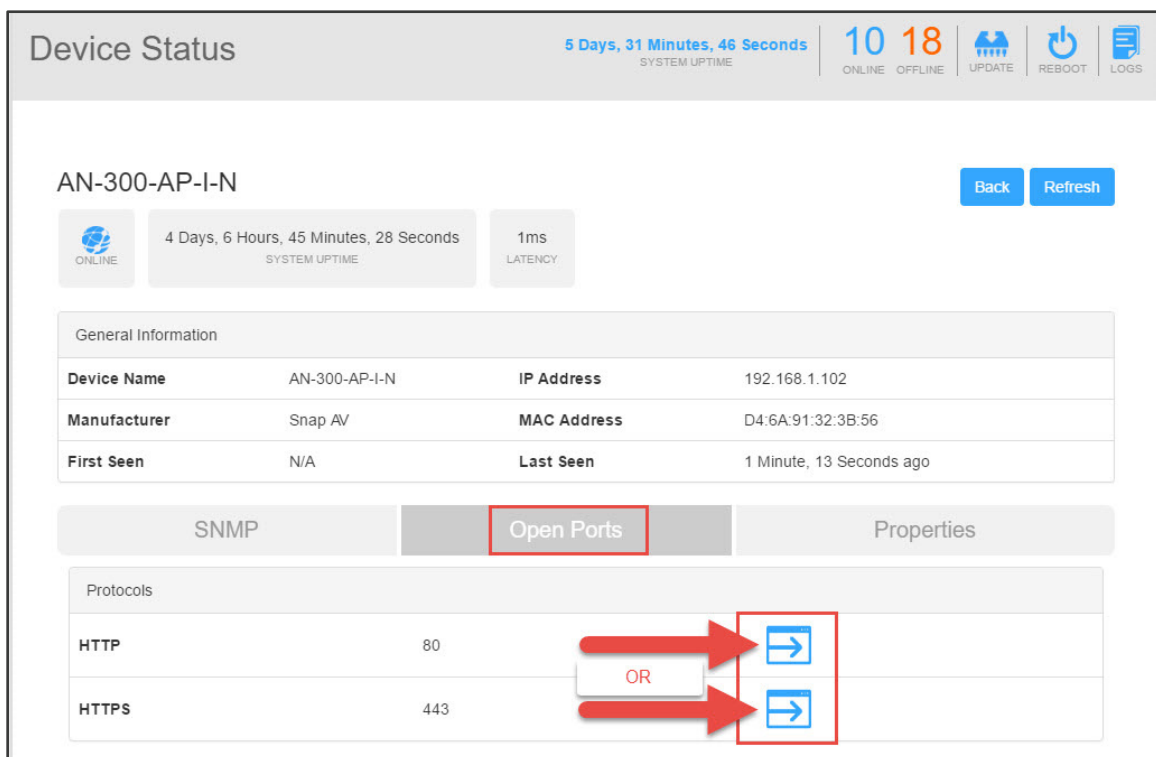 Device Status
5 Days, 31 Minutes, 46 Seconds
SYSTEM UPTIME
10 18
ONLINE OFFLINE
UPDATE
REBOOT
LOGS
AN-300-AP-I-N
Back
Refresh
ONLINE
4 Days, 6 Hours, 45 Minutes, 28 Seconds
SYSTEM UPTIME
1ms
LATENCY
General Information
Device Name AN-300-AP-I-N IP Address 192.168.1.102
Manufacturer Snap AV MAC Address D4:6A:91:32:3B:56
First Seen N/A Last Seen 1 Minute, 13 Seconds ago
SNMP Open Ports Properties
Protocols
HTTP 80
OR
HTTPS 443